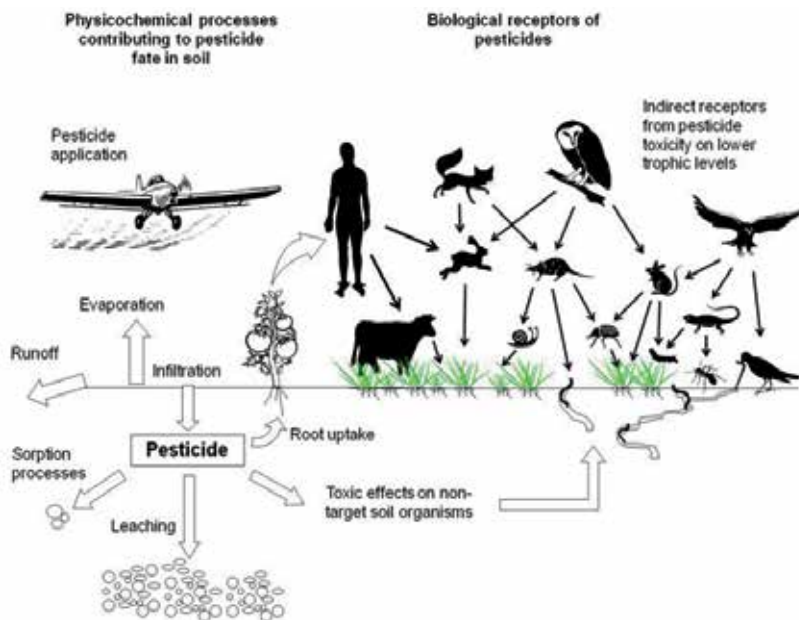 Physicochemical processes
contributing to pesticide
fate in soil
Biological receptors of
pesticides
Pesticide
application
Indirect receptors
from pesticide
toxicity on lower
trophic levels
Evaporation
Runoff
Infiltration
Pesticide
Root uptake
Sorption
processes
Leaching
Toxic effects on non-
target soil organisms